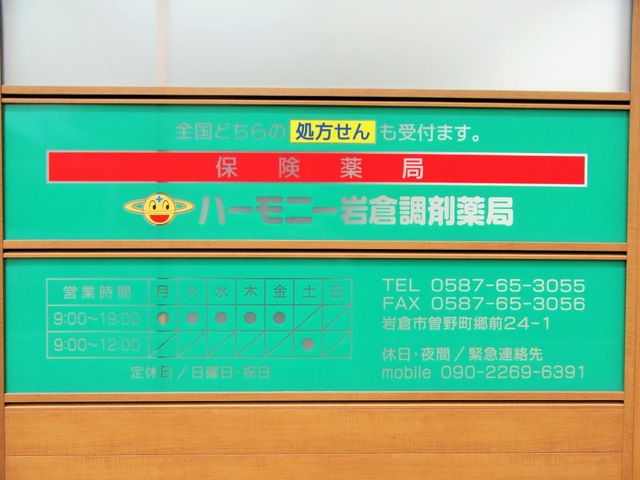 全国どちらの 処方せん も受付ます。
保険薬局
ハーモニー岩倉調剤薬局
営業時間 月 火 水 木 金 土 日
9:00~19:00 ● ● ● ● ● ／ ／
9:00~12:00 ／ ／ ／ ／ ／ ● ／
定休日／日曜日・祝日
TEL 0587-65-3055
FAX 0587-65-3056
岩倉市曽野町郷前24-1
休日・夜間／緊急連絡先
mobile 090-2269-6391